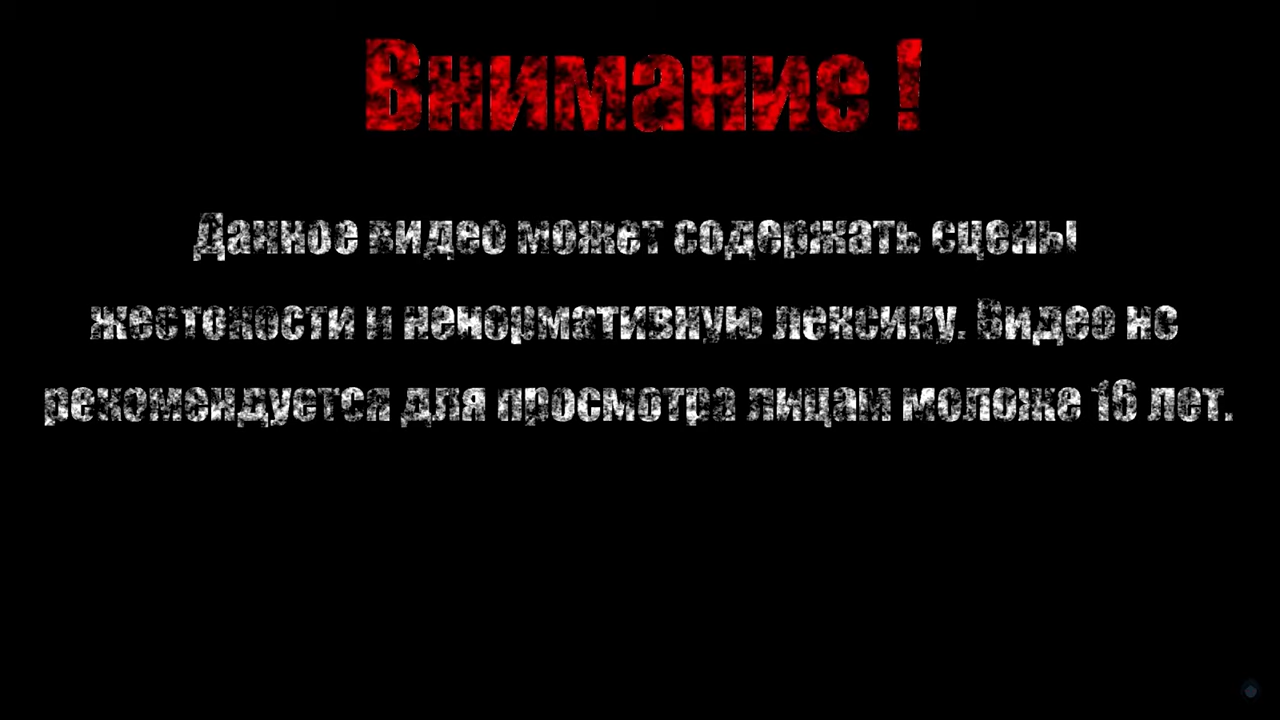 Внимание !
Данное видео может содержать сцены
жестокости и ненормативную лексику. Видео не
рекомендуется для просмотра лицам моложе 16 лет.